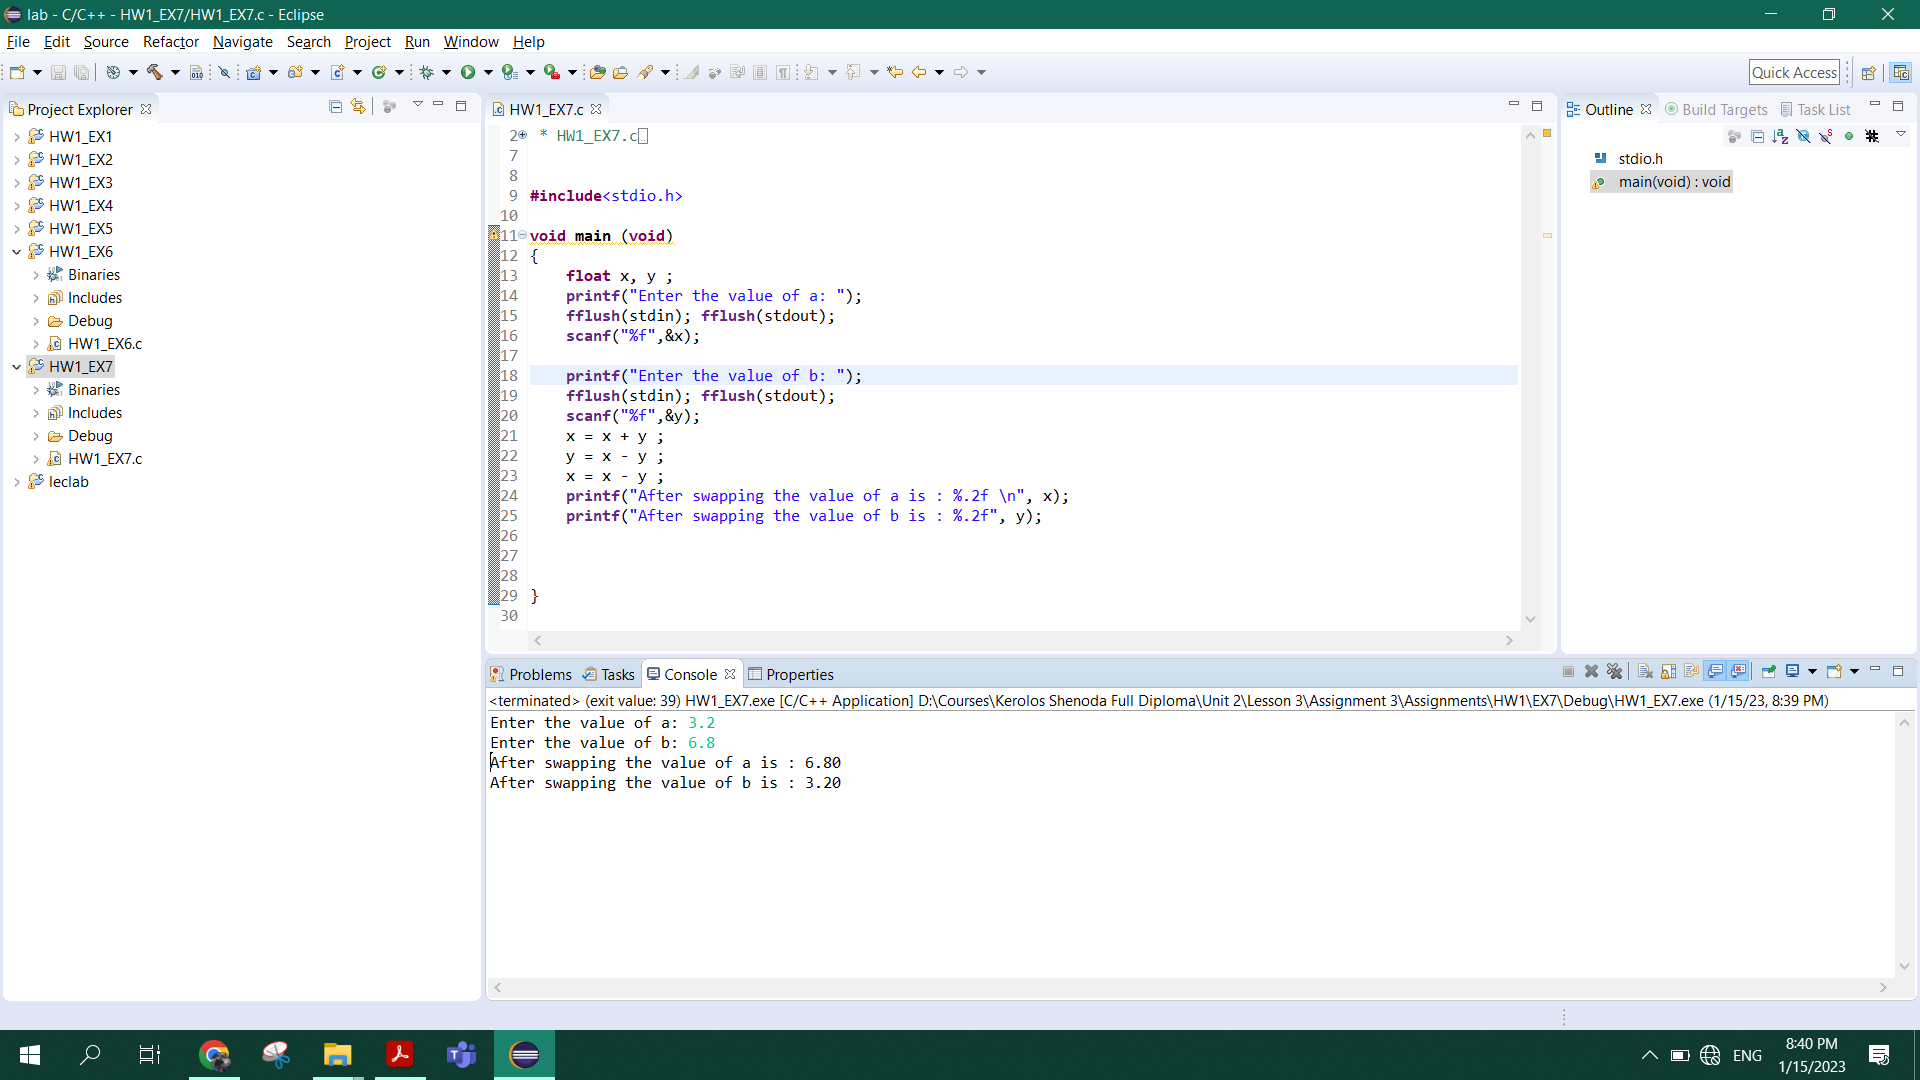 lab - C/C++ - HW1_EX7/HW1_EX7.c - Eclipse
File Edit Source Refactor Navigate Search Project Run Window Help
Quick Access
Project Explorer
HW1_EX1
HW1_EX2
HW1_EX3
HW1_EX4
HW1_EX5
HW1_EX6
Binaries
Includes
Debug
HW1_EX6.c
HW1_EX7
Binaries
Includes
Debug
HW1_EX7.c
leclab
HW1_EX7.c
2 * HW1_EX7.c
7
8
9 #include<stdio.h>
10
11 void main (void)
12 {
13 float x, y ;
14 printf("Enter the value of a: ");
15 fflush(stdin); fflush(stdout);
16 scanf("%f",&x);
17
18 printf("Enter the value of b: ");
19 fflush(stdin); fflush(stdout);
20 scanf("%f",&y);
21 x = x + y ;
22 y = x - y ;
23 x = x - y ;
24 printf("After swapping the value of a is : %.2f \n", x);
25 printf("After swapping the value of b is : %.2f", y);
26
27
28
29 }
30
Outline Build Targets Task List
stdio.h
main(void) : void
Problems Tasks Console Properties
<terminated> (exit value: 39) HW1_EX7.exe [C/C++ Application] D:\Courses\Kerolos Shenoda Full Diploma\Unit 2\Lesson 3\Assignment 3\Assignments\HW1\EX7\Debug\HW1_EX7.exe (1/15/23, 8:39 PM)
Enter the value of a: 3.2
Enter the value of b: 6.8
After swapping the value of a is : 6.80
After swapping the value of b is : 3.20
ENG
8:40 PM
1/15/2023